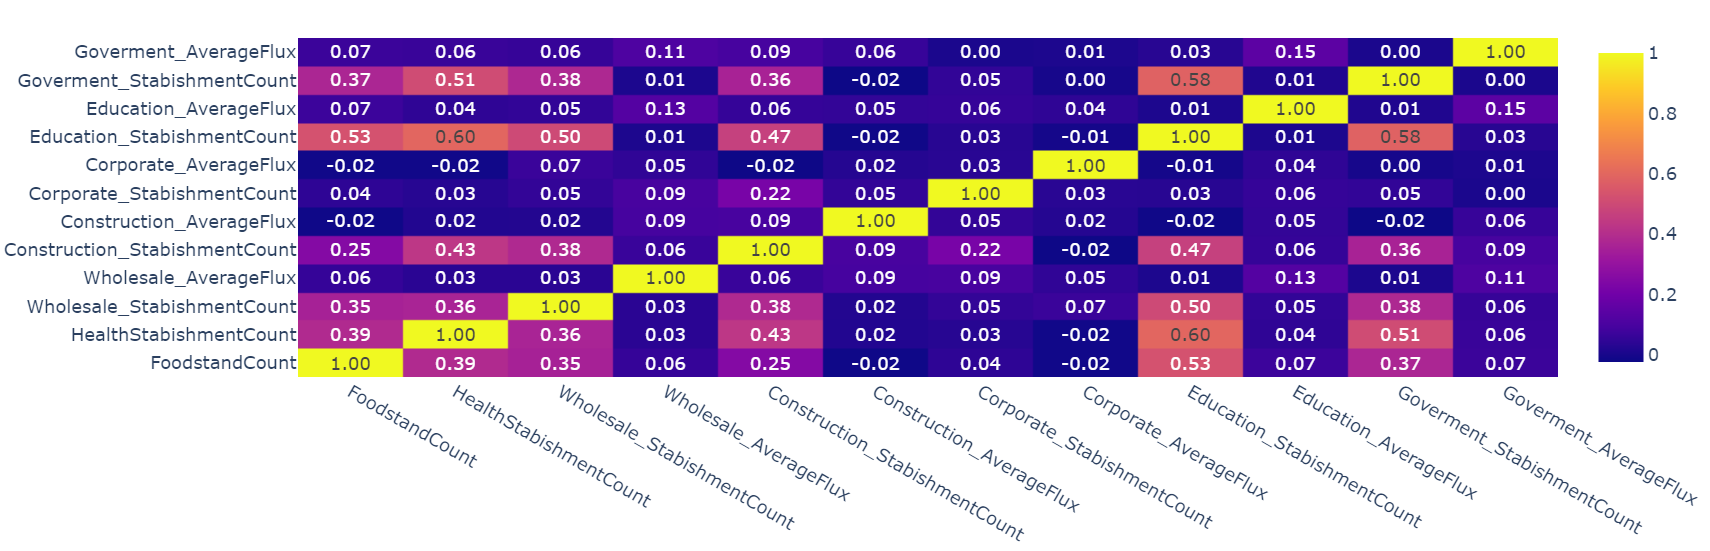 Goverment_AverageFlux 0.07 0.06 0.06 0.11 0.09 0.06 0.00 0.01 0.03 0.15 0.00 1.00
Goverment_StabishmentCount 0.37 0.51 0.38 0.01 0.36 -0.02 0.05 0.00 0.58 0.01 1.00 0.00
Education_AverageFlux 0.07 0.04 0.05 0.13 0.06 0.05 0.06 0.04 0.01 1.00 0.01 0.15
Education_StabishmentCount 0.53 0.60 0.50 0.01 0.47 -0.02 0.03 -0.01 1.00 0.01 0.58 0.03
Corporate_AverageFlux -0.02 -0.02 0.07 0.05 -0.02 0.02 0.03 1.00 -0.01 0.04 0.00 0.01
Corporate_StabishmentCount 0.04 0.03 0.05 0.09 0.22 0.05 1.00 0.03 0.03 0.06 0.05 0.00
Construction_AverageFlux -0.02 0.02 0.02 0.09 0.09 1.00 0.05 0.02 -0.02 0.05 -0.02 0.06
Construction_StabishmentCount 0.25 0.43 0.38 0.06 1.00 0.09 0.22 -0.02 0.47 0.06 0.36 0.09
Wholesale_AverageFlux 0.06 0.03 0.03 1.00 0.06 0.09 0.09 0.05 0.01 0.13 0.01 0.11
Wholesale_StabishmentCount 0.35 0.36 1.00 0.03 0.38 0.02 0.05 0.07 0.50 0.05 0.38 0.06
HealthStabishmentCount 0.39 1.00 0.36 0.03 0.43 0.02 0.03 -0.02 0.60 0.04 0.51 0.06
FoodstandCount 1.00 0.39 0.35 0.06 0.25 -0.02 0.04 -0.02 0.53 0.07 0.37 0.07
FoodstandCount
HealthStabishmentCount
Wholesale_StabishmentCount
Wholesale_AverageFlux
Construction_StabishmentCount
Construction_AverageFlux
Corporate_StabishmentCount
Corporate_AverageFlux
Education_StabishmentCount
Education_AverageFlux
Goverment_StabishmentCount
Goverment_AverageFlux
1
0.8
0.6
0.4
0.2
0